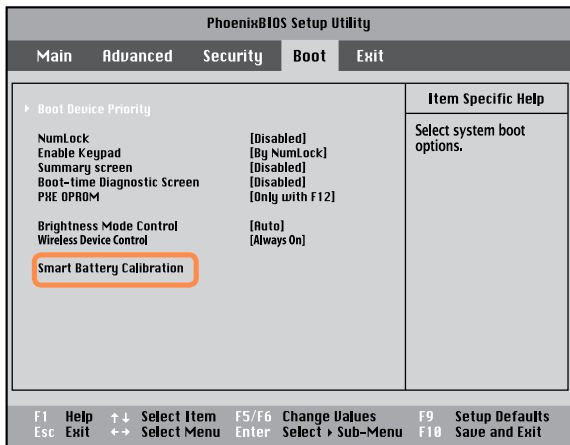 PhoenixBIOS Setup Utility
Main Advanced Security Boot Exit
▸ Boot Device Priority
NumLock [Disabled]
Enable Keypad [By NumLock]
Summary screen [Disabled]
Boot-time Diagnostic Screen [Disabled]
PXE OPROM [Only with F12]
Brightness Mode Control [Auto]
Wireless Device Control [Always On]
Smart Battery Calibration
Item Specific Help
Select system boot
options.
F1 Help ↑↓ Select Item F5/F6 Change Values F9 Setup Defaults
Esc Exit ←→ Select Menu Enter Select ▸ Sub-Menu F10 Save and Exit